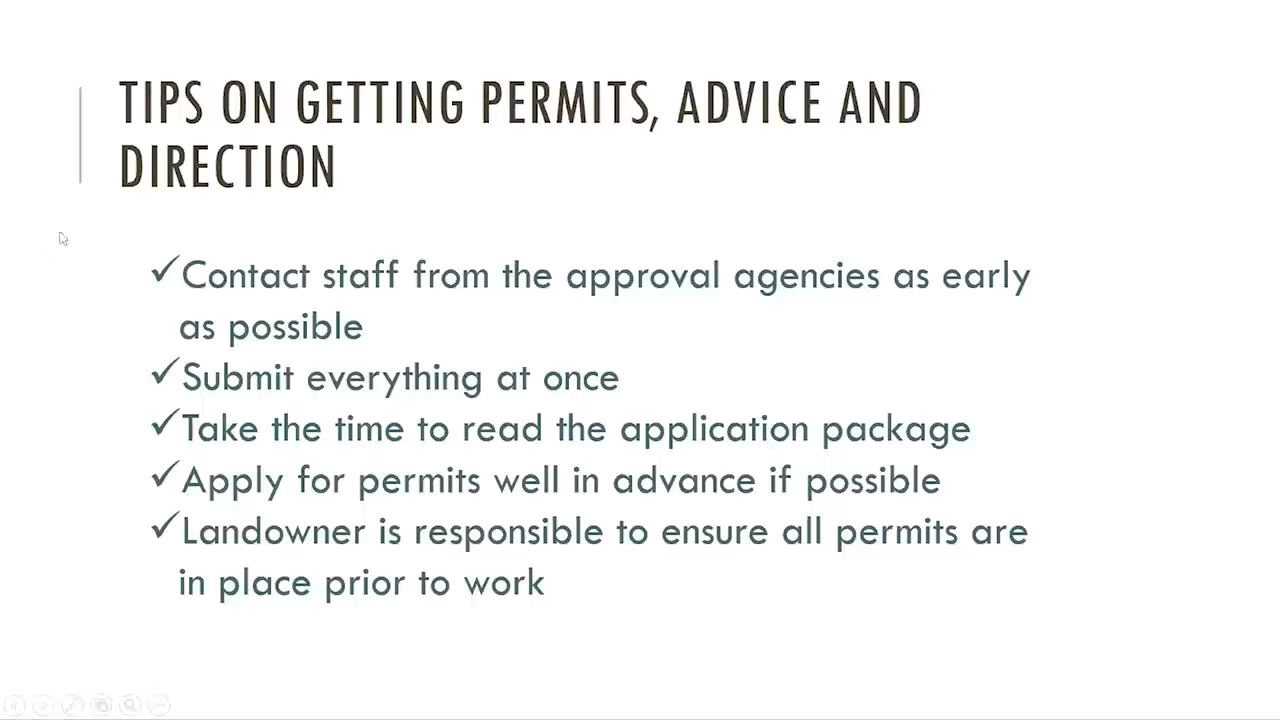 TIPS ON GETTING PERMITS, ADVICE AND
DIRECTION
✓Contact staff from the approval agencies as early
as possible
✓Submit everything at once
✓Take the time to read the application package
✓Apply for permits well in advance if possible
✓Landowner is responsible to ensure all permits are
in place prior to work